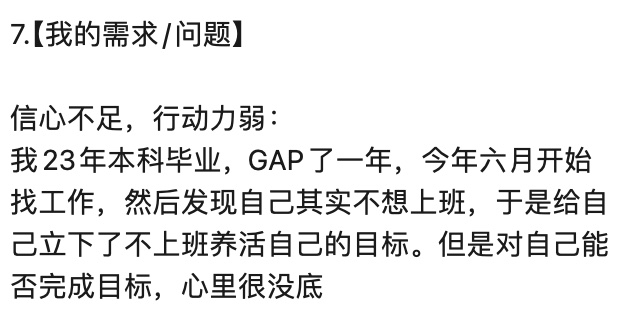 7.【我的需求/问题】
信心不足，行动力弱：
我23年本科毕业，GAP了一年，今年六月开始
找工作，然后发现自己其实不想上班，于是给自
己立下了不上班养活自己的目标。但是对自己能
否完成目标，心里很没底